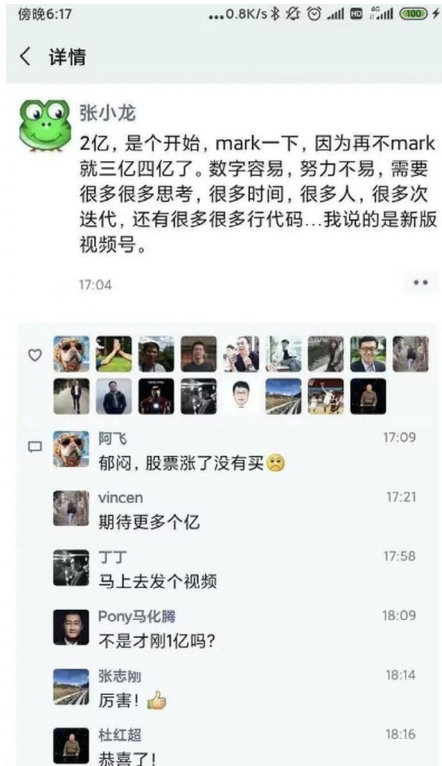 傍晚6:17
...0.8K/s
HD
4G
100
详情
张小龙
2亿，是个开始，mark一下，因为再不mark
就三亿四亿了。数字容易，努力不易，需要
很多很多思考，很多时间，很多人，很多次
迭代，还有很多很多行代码...我说的是新版
视频号。
17:04
阿飞 17:09
郁闷，股票涨了没有买
vincen 17:21
期待更多个亿
丁丁 17:58
马上去发个视频
Pony马化腾 18:09
不是才刚1亿吗？
张志刚 18:14
厉害！
杜红超 18:16
恭喜了！